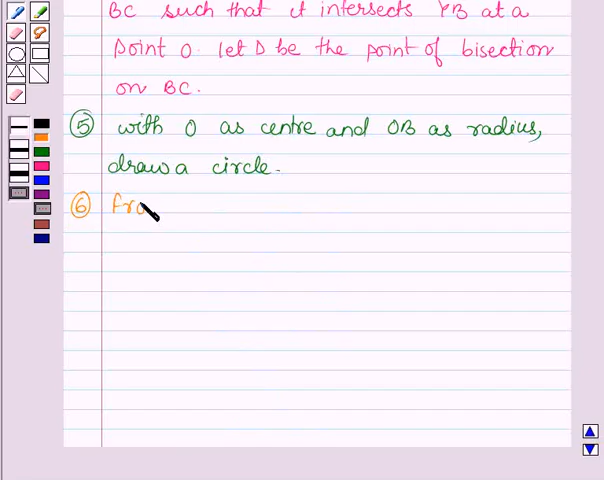 BC such that it intersects YB at a
Point O. let D be the point of bisection
on BC.
⑤ with O as centre and OB as radius,
draw a circle.
⑥ fro